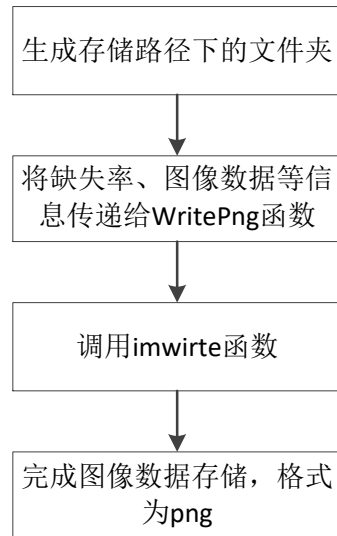 生成存储路径下的文件夹
将缺失率、图像数据等信
息传递给WritePng函数
调用imwirte函数
完成图像数据存储，格式
为png